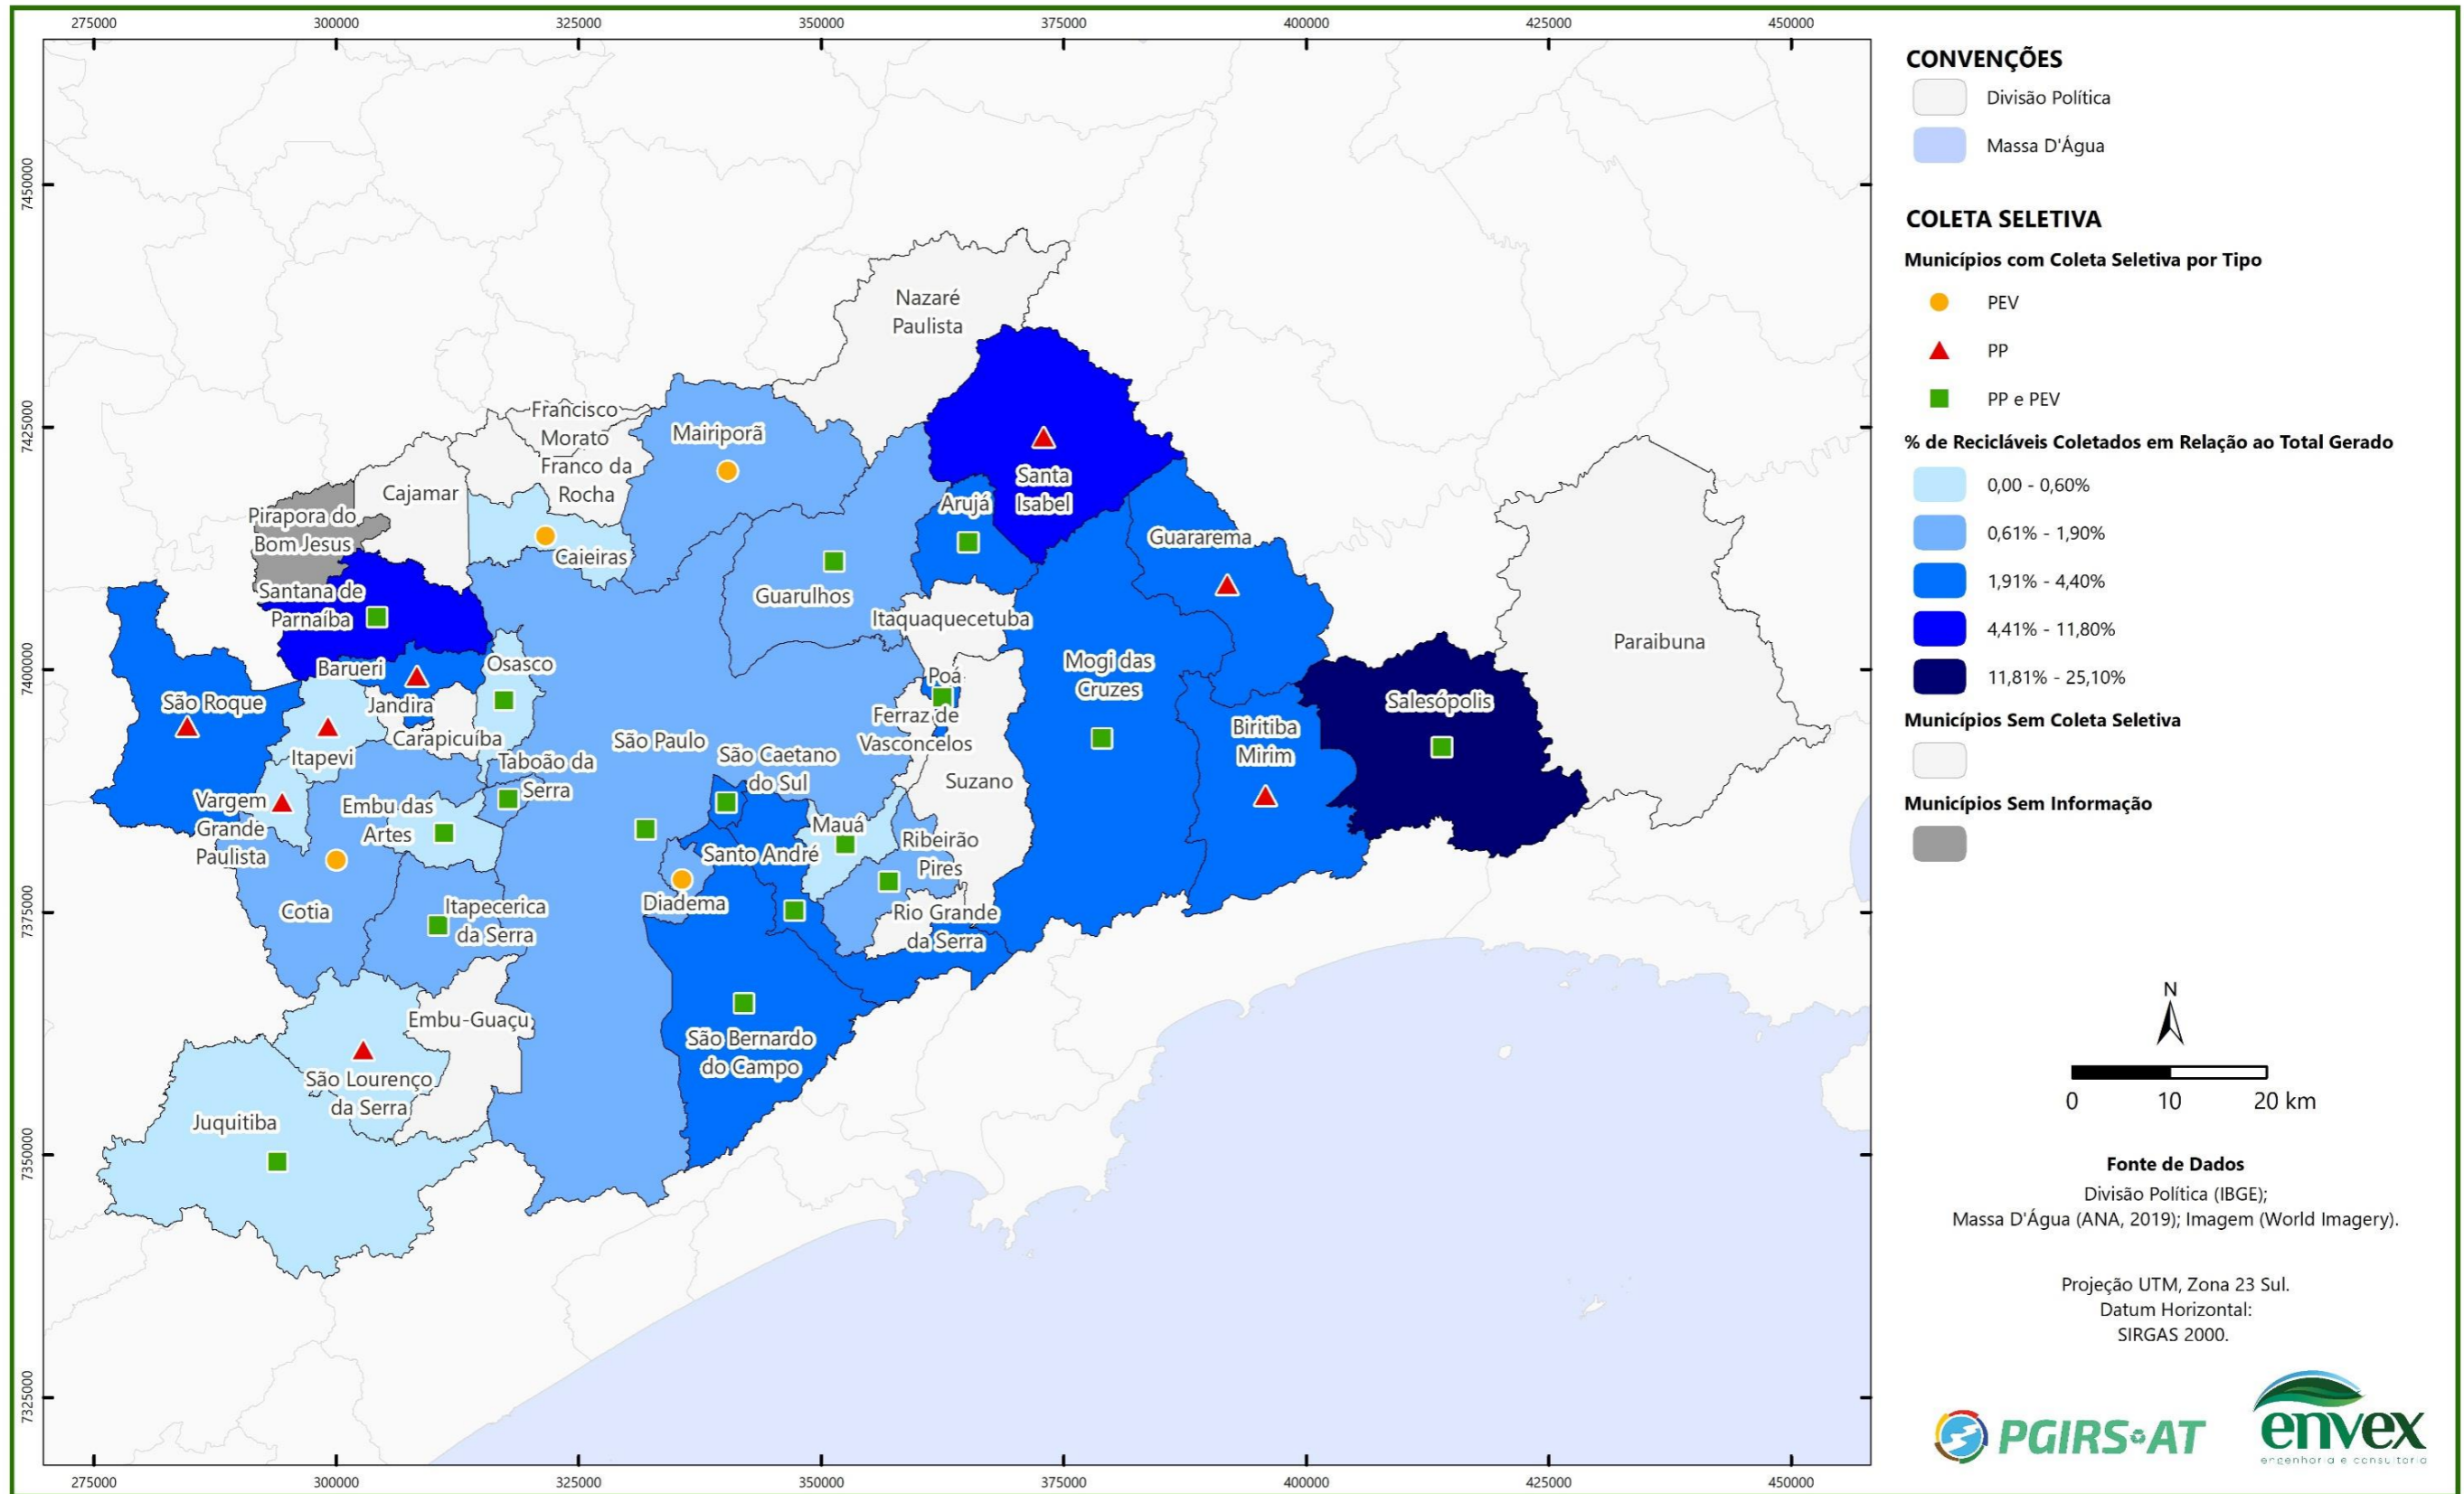 275000 300000 325000 350000 375000 400000 425000 450000
7450000
7425000
7400000
7375000
7350000
7325000
Nazaré
Paulista
Francisco
Morato
Franco da
Rocha
Mairiporã
Cajamar
Santa
Isabel
Arujá
Pirapora do
Bom Jesus
Caieiras
Guararema
Santana de
Parnaíba
Guarulhos
Itaquaquecetuba
Paraibuna
Barueri
Osasco
Mogi das
Cruzes
Poá
São Roque
Jandira
Salesópolis
Ferraz de
Vasconcelos
Carapicuíba
Biritiba
Mirim
São Paulo
Itapevi
Taboão da
Serra
São Caetano
do Sul
Suzano
Vargem
Grande
Paulista
Embu das
Artes
Mauá
Ribeirão
Pires
Santo André
Diadema
Cotia
Itapecerica
da Serra
Rio Grande
da Serra
Embu-Guaçu
São Bernardo
do Campo
São Lourenço
da Serra
Juquitiba
275000 300000 325000 350000 375000 400000 425000 450000
CONVENÇÕES
Divisão Política
Massa D'Água
COLETA SELETIVA
Municípios com Coleta Seletiva por Tipo
PEV
PP
PP e PEV
% de Recicláveis Coletados em Relação ao Total Gerado
0,00 - 0,60%
0,61% - 1,90%
1,91% - 4,40%
4,41% - 11,80%
11,81% - 25,10%
Municípios Sem Coleta Seletiva
Municípios Sem Informação
N
0 10 20 km
Fonte de Dados
Divisão Política (IBGE);
Massa D'Água (ANA, 2019); Imagem (World Imagery).
Projeção UTM, Zona 23 Sul.
Datum Horizontal:
SIRGAS 2000.
PGIRS AT
envex
engenharia e consultoria